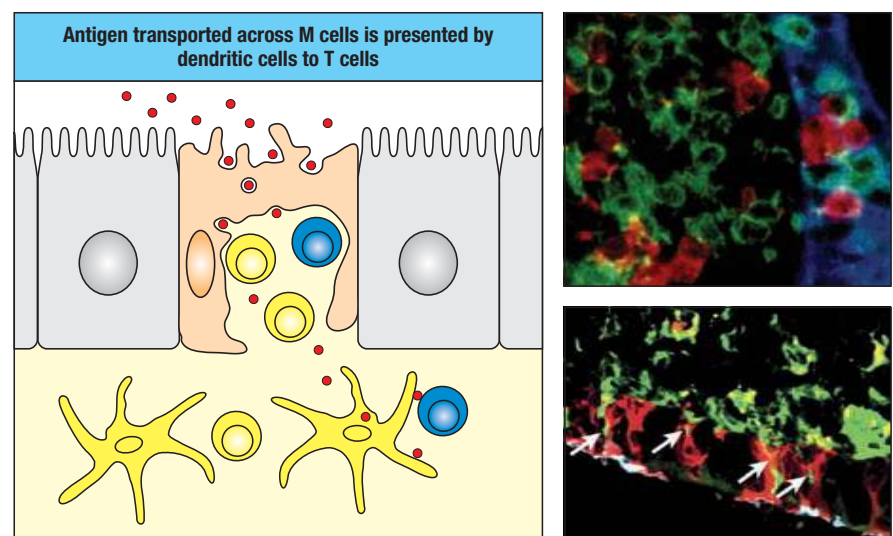 Antigen transported across M cells is presented by
dendritic cells to T cells